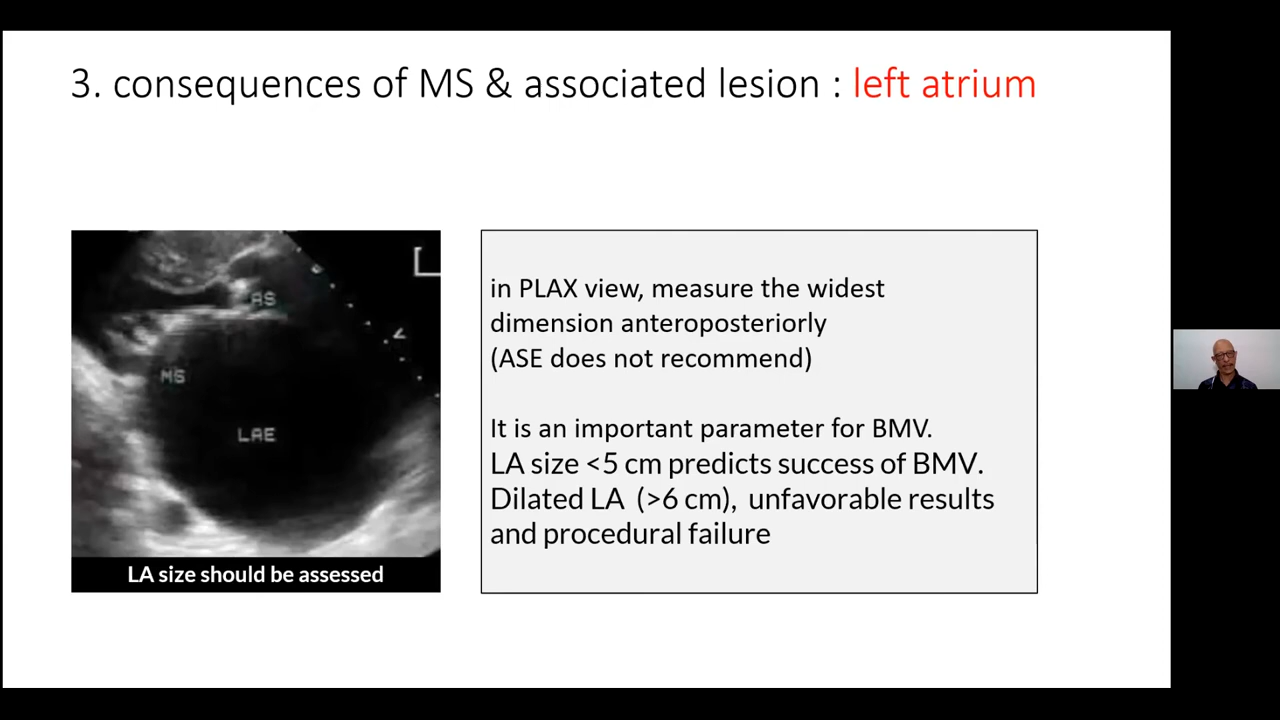 3. consequences of MS & associated lesion : left atrium
AS
MS
LAE
LA size should be assessed
in PLAX view, measure the widest
dimension anteroposteriorly
(ASE does not recommend)
It is an important parameter for BMV.
LA size <5 cm predicts success of BMV.
Dilated LA (>6 cm), unfavorable results
and procedural failure